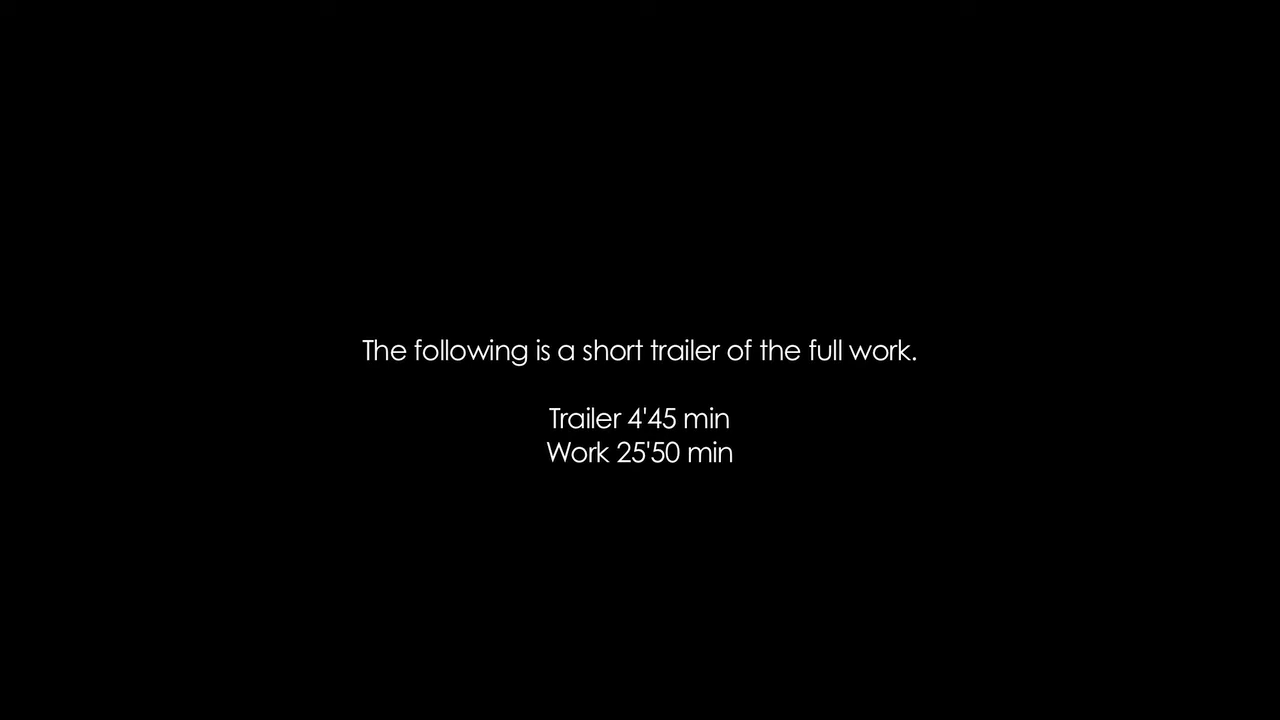 The following is a short trailer of the full work.
Trailer 4'45 min
Work 25'50 min